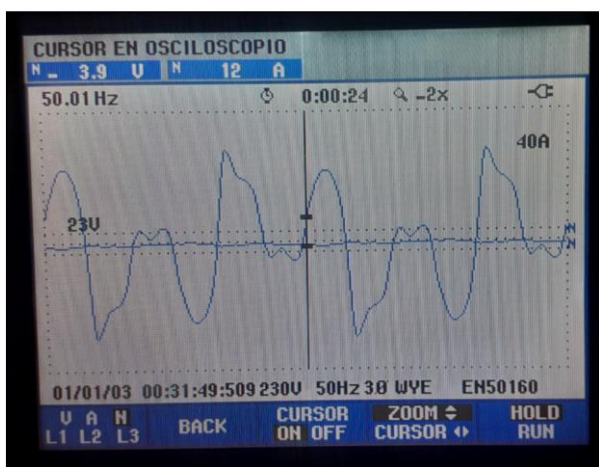 CURSOR EN OSCILOSCOPIO
N - 3.9 V N 12 A
50.01 Hz 0:00:24 -2x
40A
23V
N
N
01/01/03 00:31:49:509 230V 50Hz 3Ø WYE EN50160
V A N CURSOR ZOOM HOLD
L1 L2 L3 BACK ON OFF CURSOR RUN